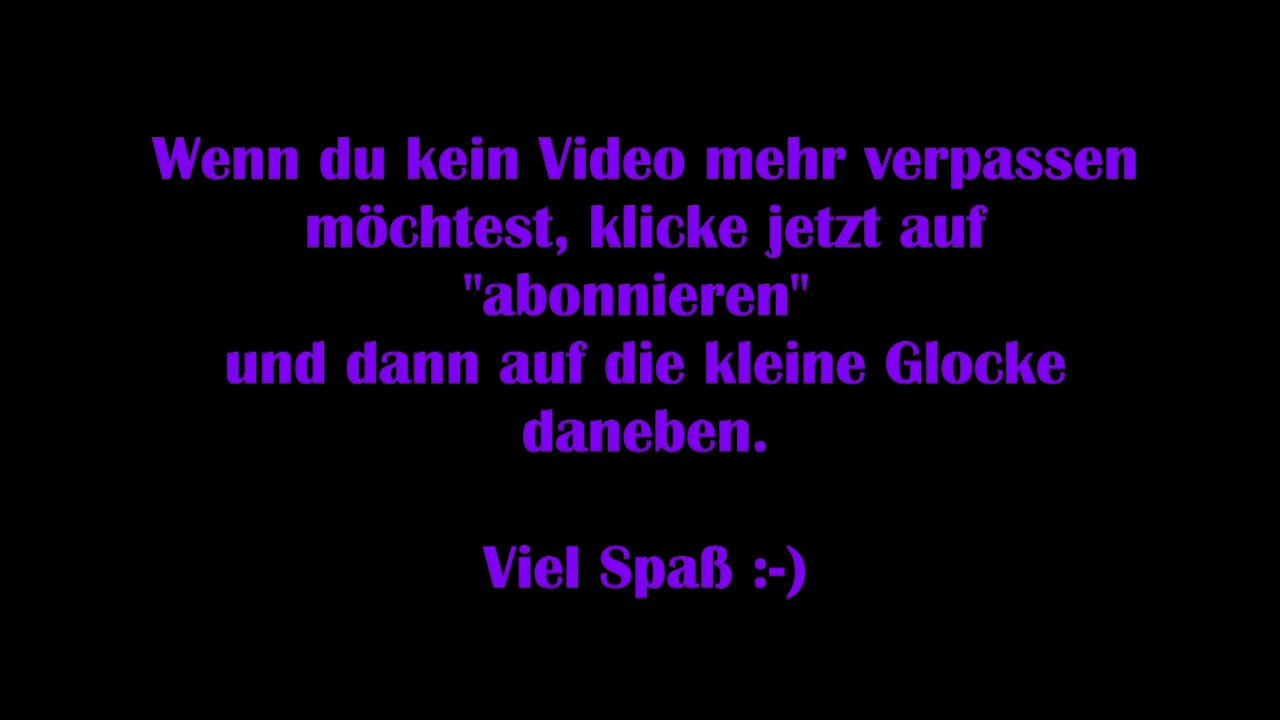 Wenn du kein Video mehr verpassen
möchtest, klicke jetzt auf
"abonnieren"
und dann auf die kleine Glocke
daneben.
Viel Spaß :-)